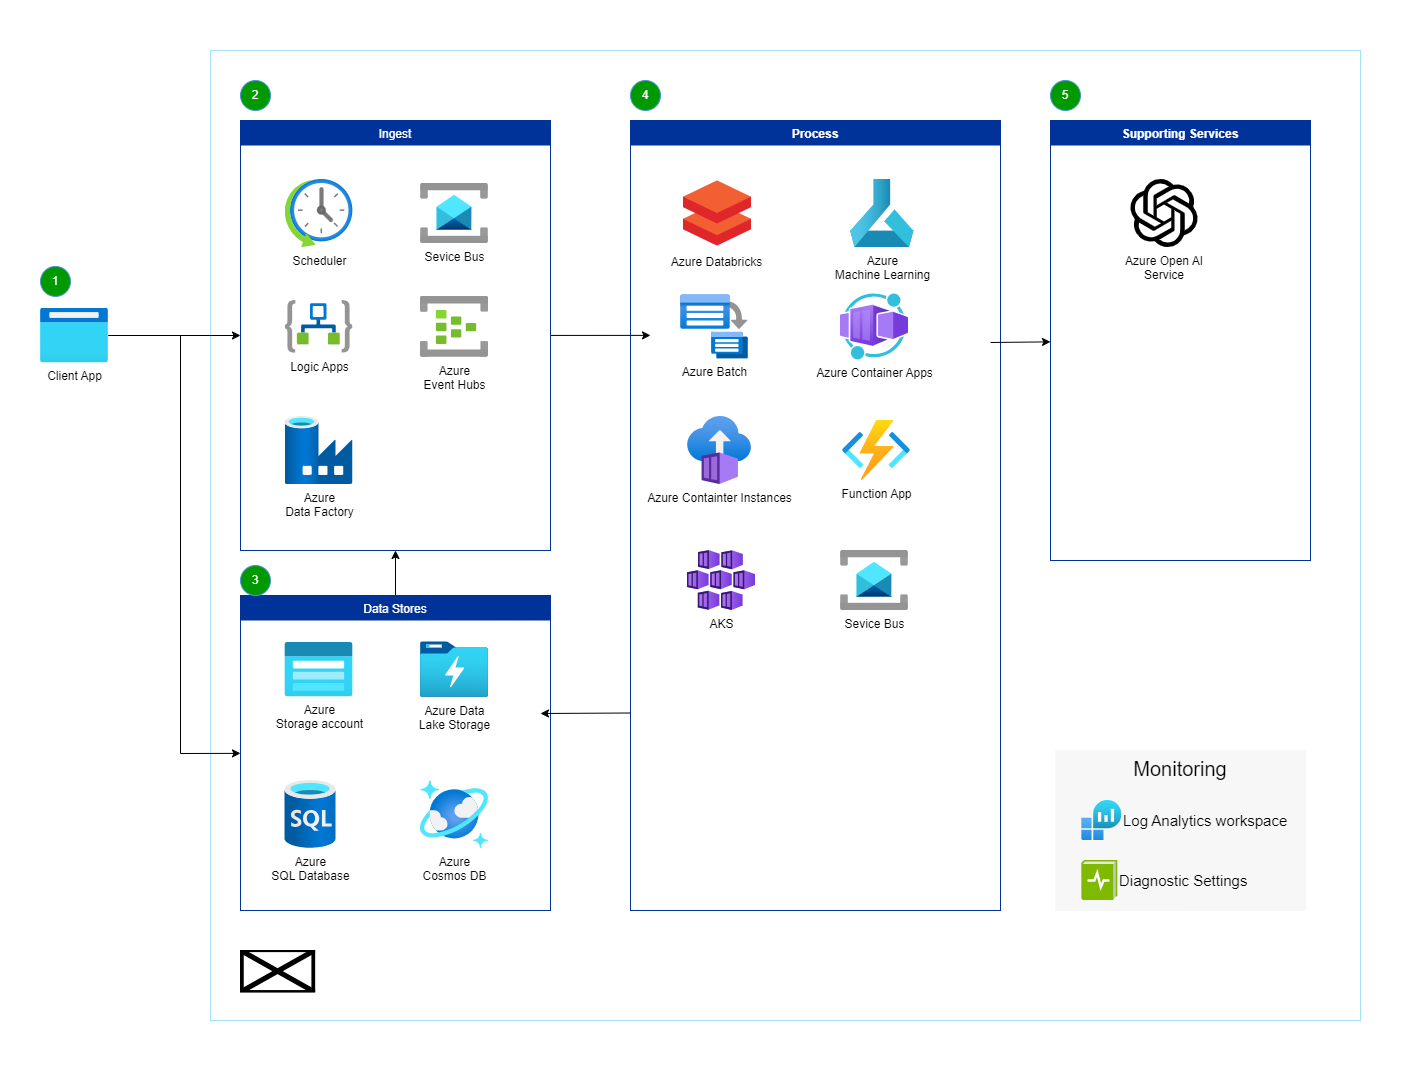 1
Client App
2
Ingest
Scheduler
Sevice Bus
Logic Apps
Azure
Event Hubs
Azure
Data Factory
3
Data Stores
Azure
Storage account
Azure Data
Lake Storage
SQL
Azure
SQL Database
Azure
Cosmos DB
4
Process
Azure Databricks
Azure
Machine Learning
Azure Batch
Azure Container Apps
Azure Containter Instances
Function App
AKS
Sevice Bus
5
Supporting Services
Azure Open AI
Service
Monitoring
Log Analytics workspace
Diagnostic Settings